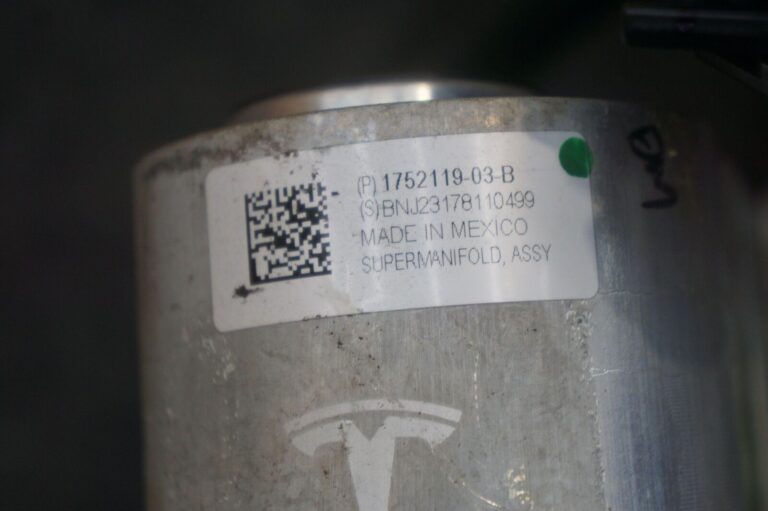 (P) 1752119-03-B
(S)BNJ23178110499
MADE IN MEXICO
SUPERMANIFOLD, ASSY